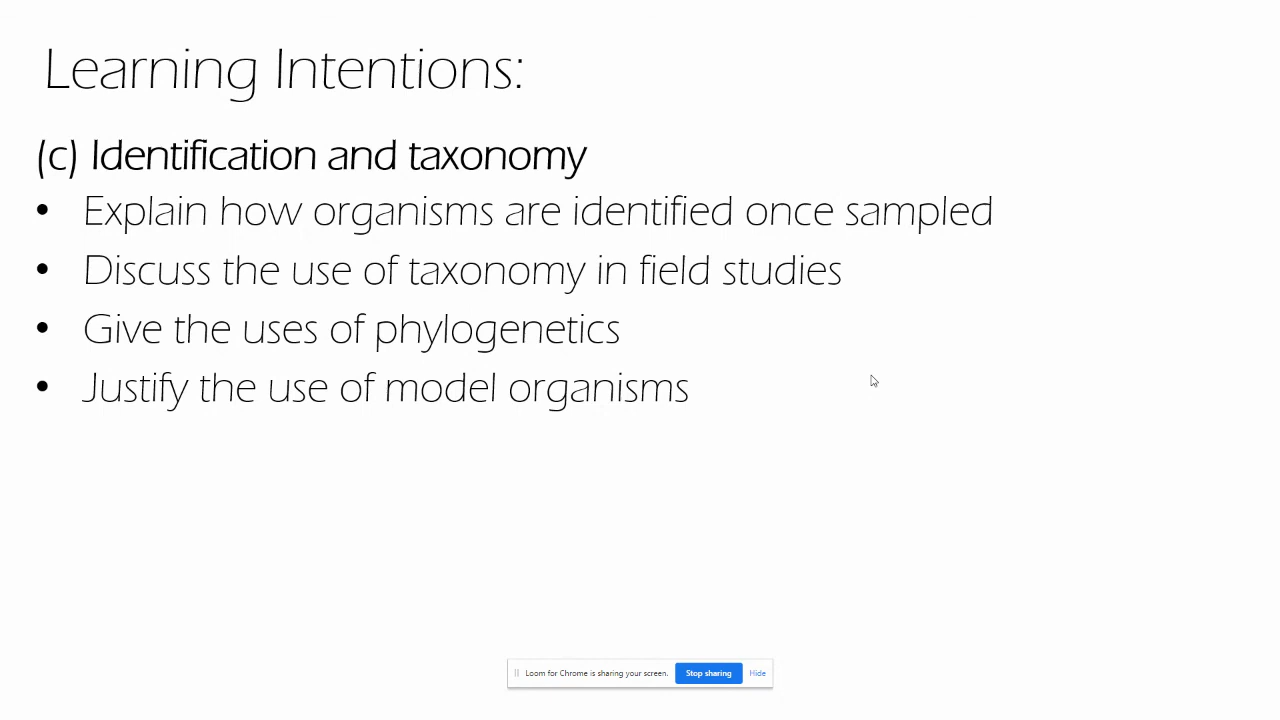 Learning Intentions:
(c) Identification and taxonomy
• Explain how organisms are identified once sampled
• Discuss the use of taxonomy in field studies
• Give the uses of phylogenetics
• Justify the use of model organisms
Loom for Chrome is sharing your screen. Stop sharing Hide